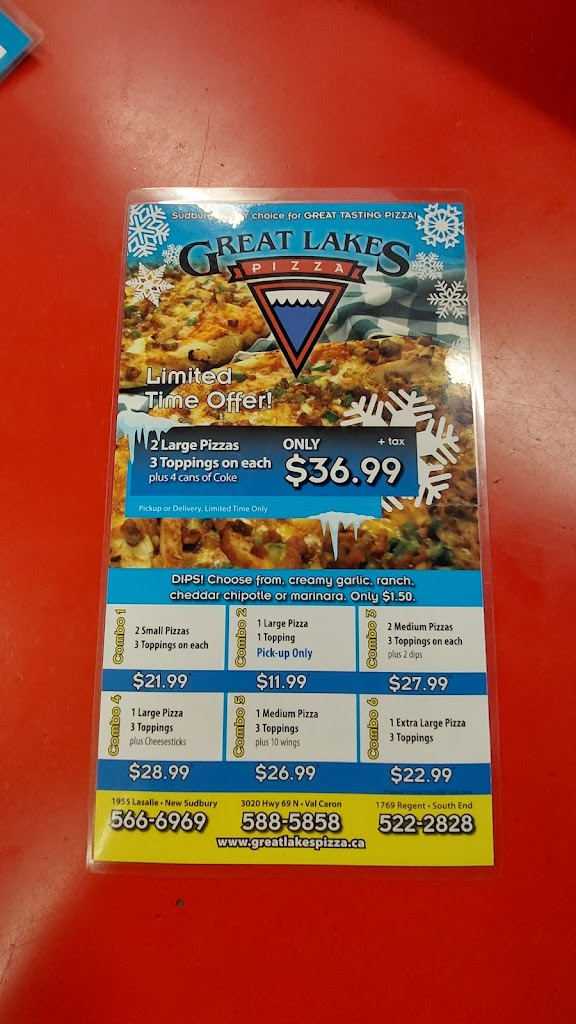 Sudbury choice for GREAT TASTING PIZZA!
GREAT LAKES
PIZZA
Limited
Time Offer!
2 Large Pizzas
3 Toppings on each
plus 4 cans of Coke
ONLY
+ tax
$36.99
Pickup or Delivery. Limited Time Only
DIPS! Choose from, creamy garlic, ranch,
cheddar chipotle or marinara. Only $1.50.
Combo 1
2 Small Pizzas
3 Toppings on each
$21.99
Combo 2
1 Large Pizza
1 Topping
Pick-up Only
$11.99
Combo 3
2 Medium Pizzas
3 Toppings on each
plus 2 dips
$27.99
Combo 4
1 Large Pizza
3 Toppings
plus Cheesesticks
$28.99
Combo 5
1 Medium Pizza
3 Toppings
plus 10 wings
$26.99
Combo 6
1 Extra Large Pizza
3 Toppings
$22.99
1955 Lasalle • New Sudbury
566-6969
3020 Hwy 69 N • Val Caron
588-5858
1769 Regent • South End
522-2828
www.greatlakespizza.ca